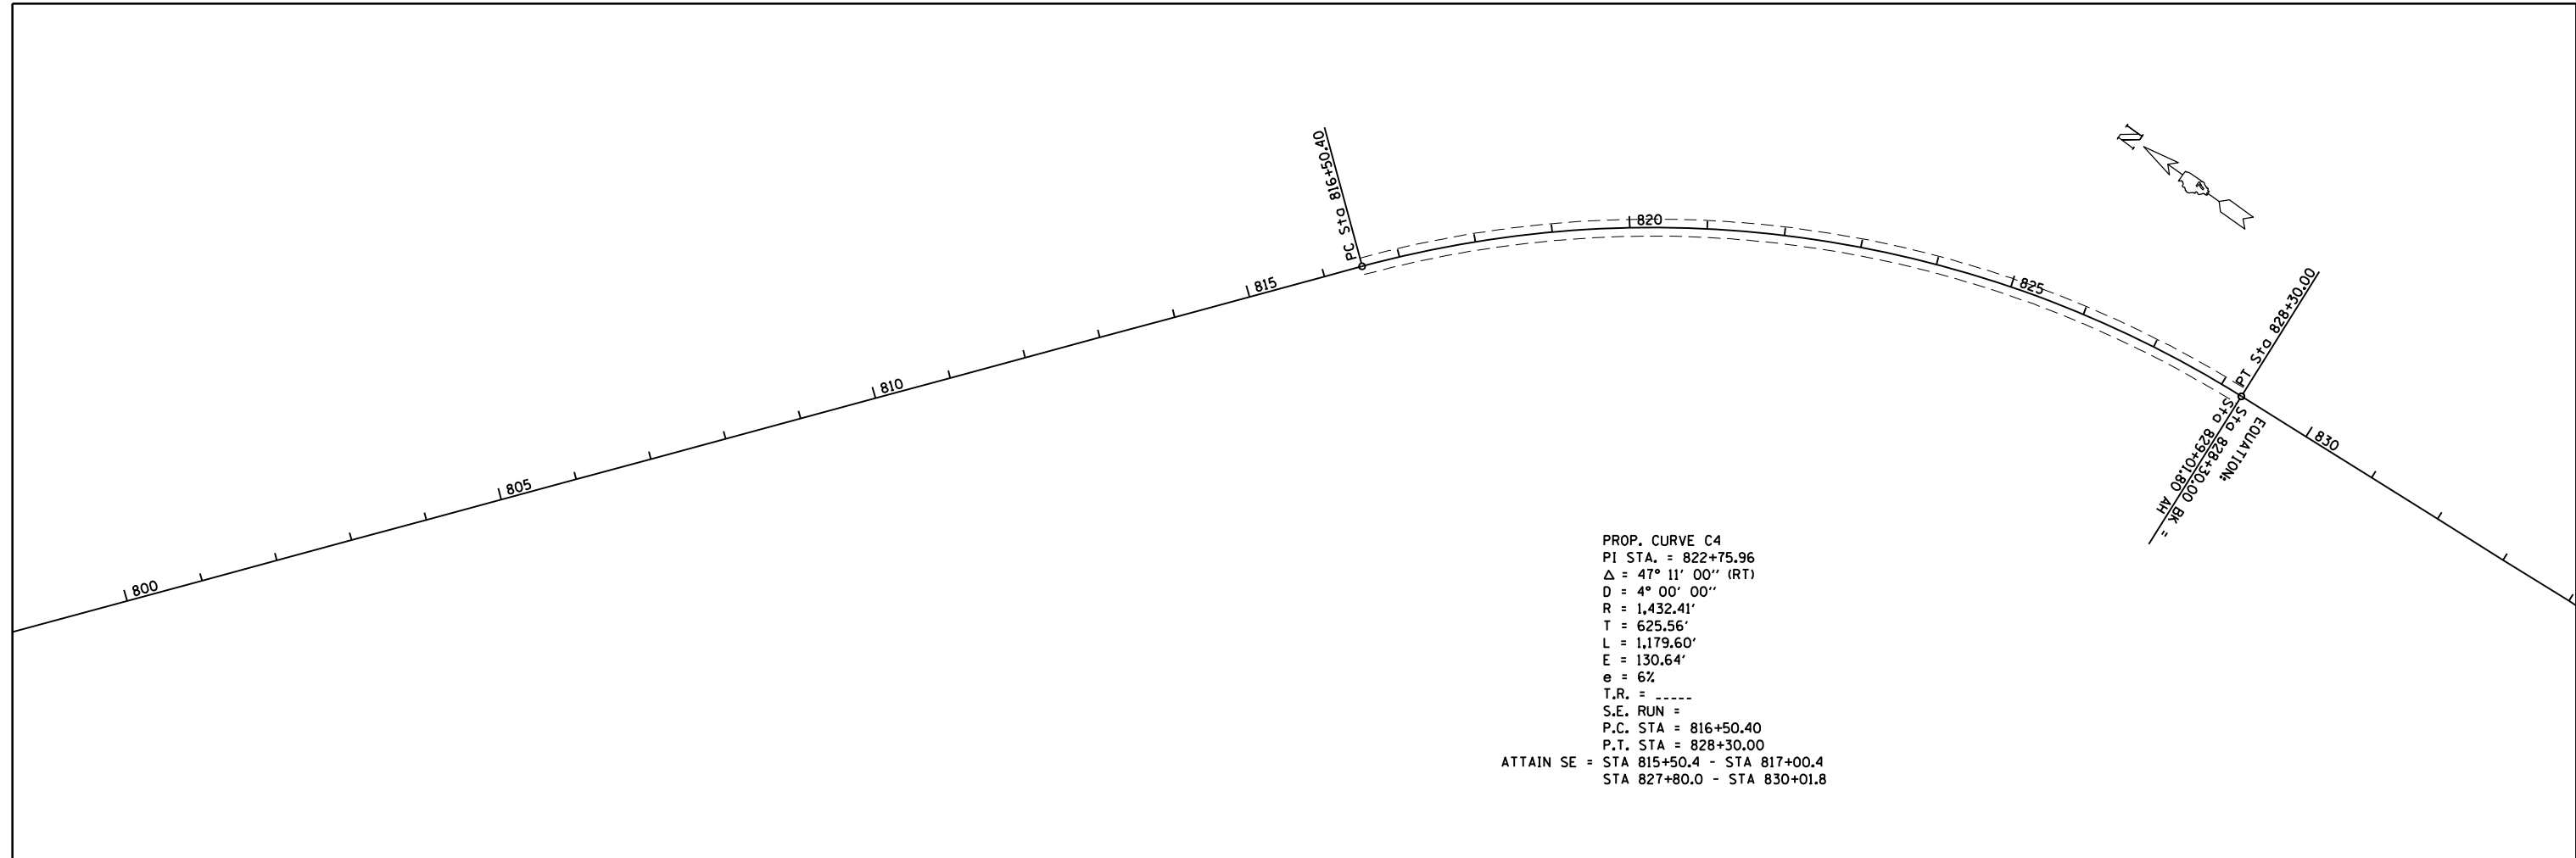 800
805
810
815
PC Sta 816+50.40
820
825
N
PT Sta 828+30.00
EQUATION:
Sta 828+30.00 BK =
Sta 829+01.80 AH
830
PROP. CURVE C4
PI STA. = 822+75.96
Δ = 47° 11' 00'' (RT)
D = 4° 00' 00''
R = 1,432.41'
T = 625.56'
L = 1,179.60'
E = 130.64'
e = 6%
T.R. = _____
S.E. RUN =
P.C. STA = 816+50.40
P.T. STA = 828+30.00
ATTAIN SE = STA 815+50.4 - STA 817+00.4
STA 827+80.0 - STA 830+01.8